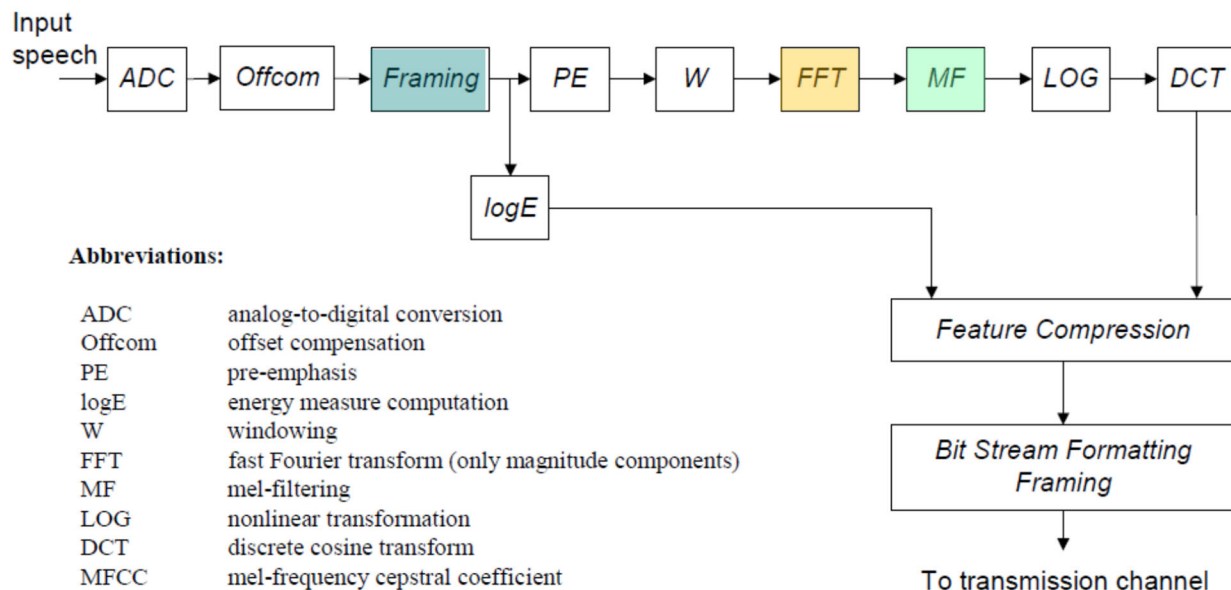 Input
speech
ADC Offcom Framing PE W FFT MF LOG DCT
logE
Abbreviations:
ADC analog-to-digital conversion
Offcom offset compensation
PE pre-emphasis
logE energy measure computation
W windowing
FFT fast Fourier transform (only magnitude components)
MF mel-filtering
LOG nonlinear transformation
DCT discrete cosine transform
MFCC mel-frequency cepstral coefficient
Feature Compression
Bit Stream Formatting
Framing
To transmission channel